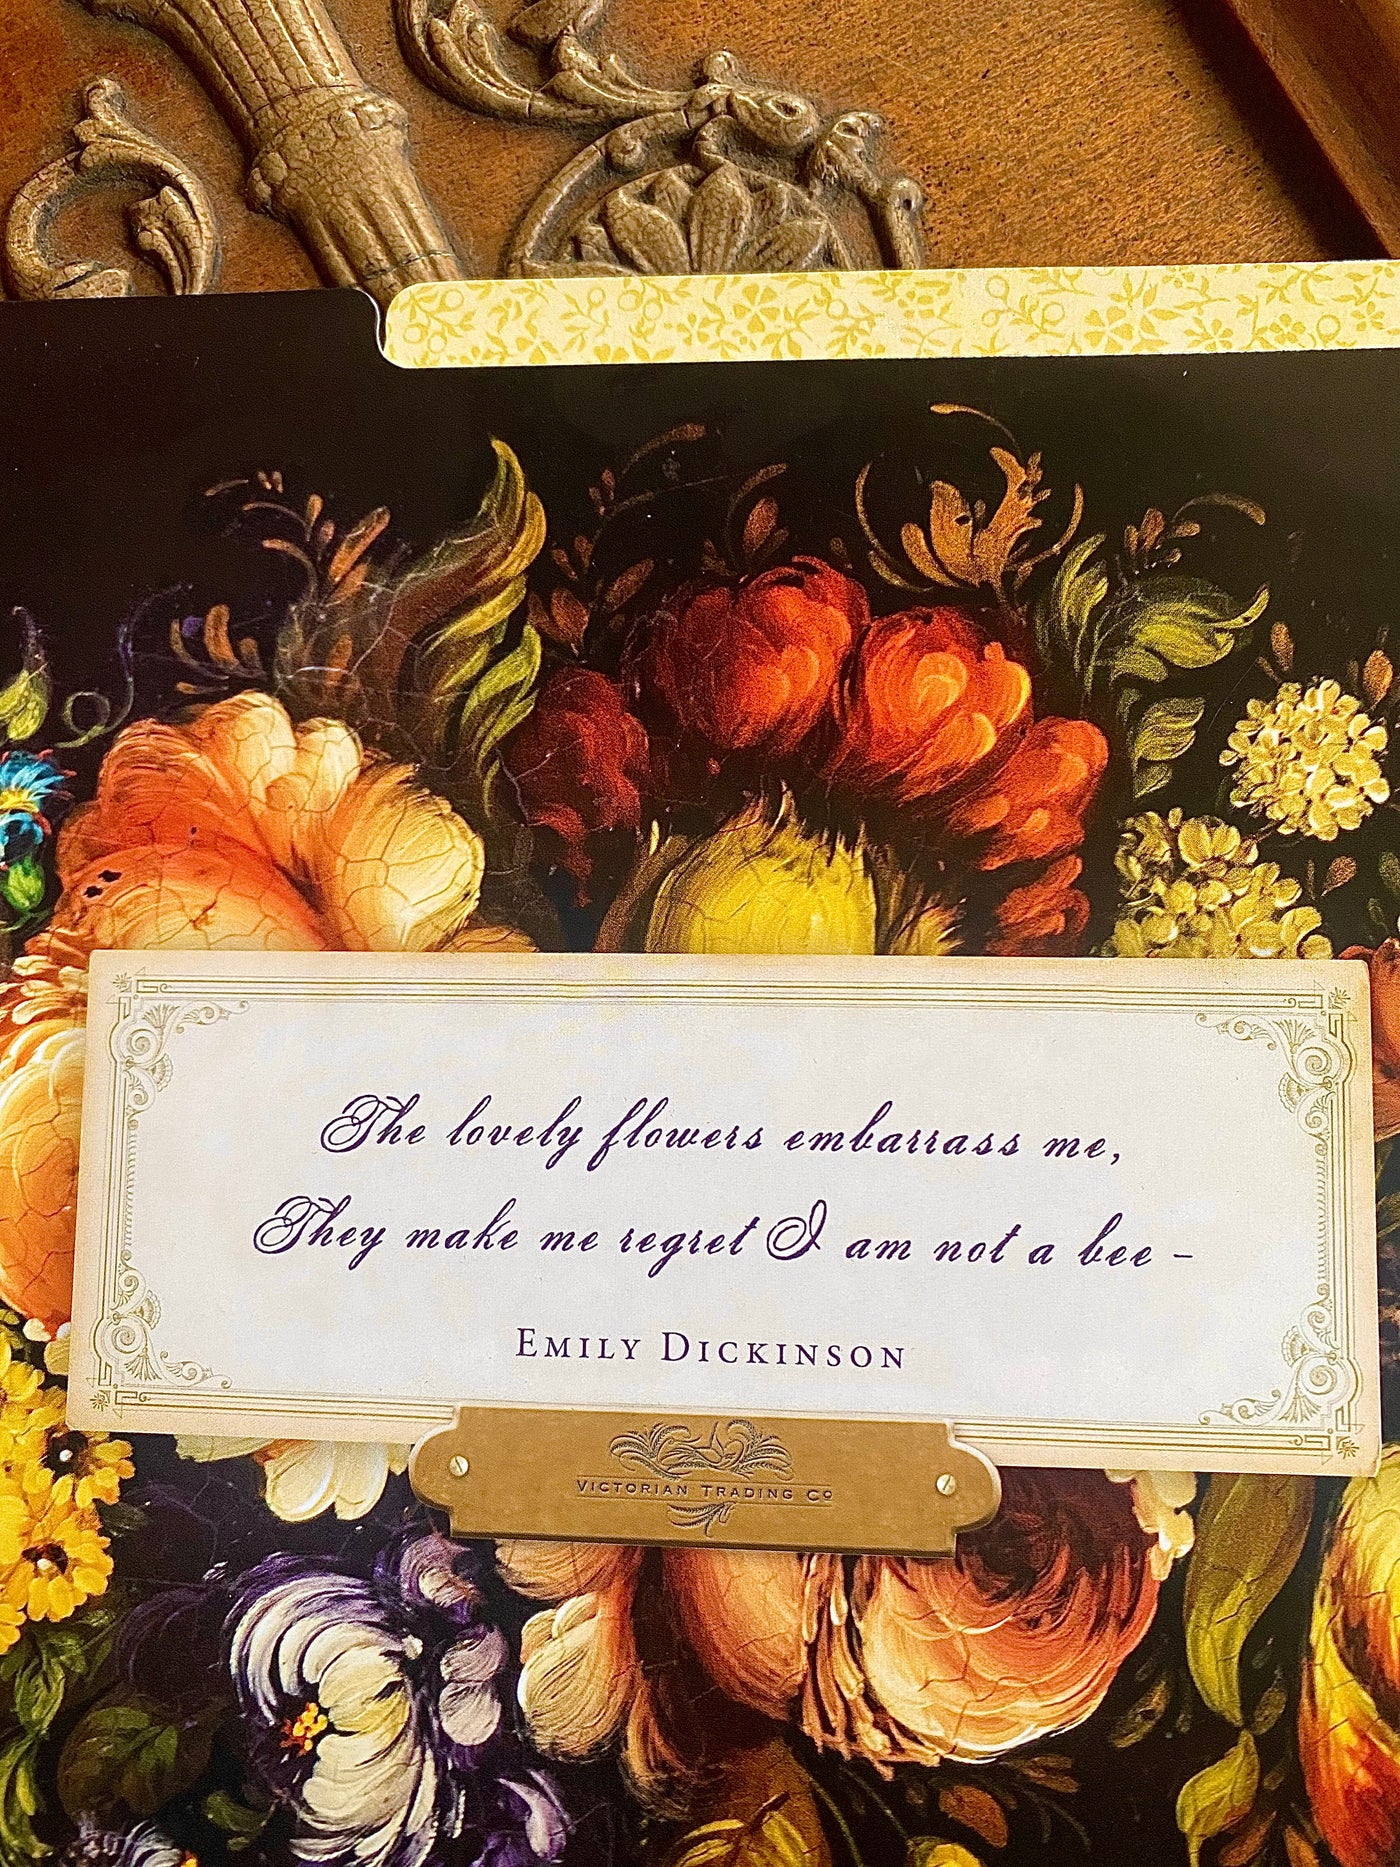 The lovely flowers embarrass me,
They make me regret I am not a bee -
EMILY DICKINSON
VICTORIAN TRADING CO